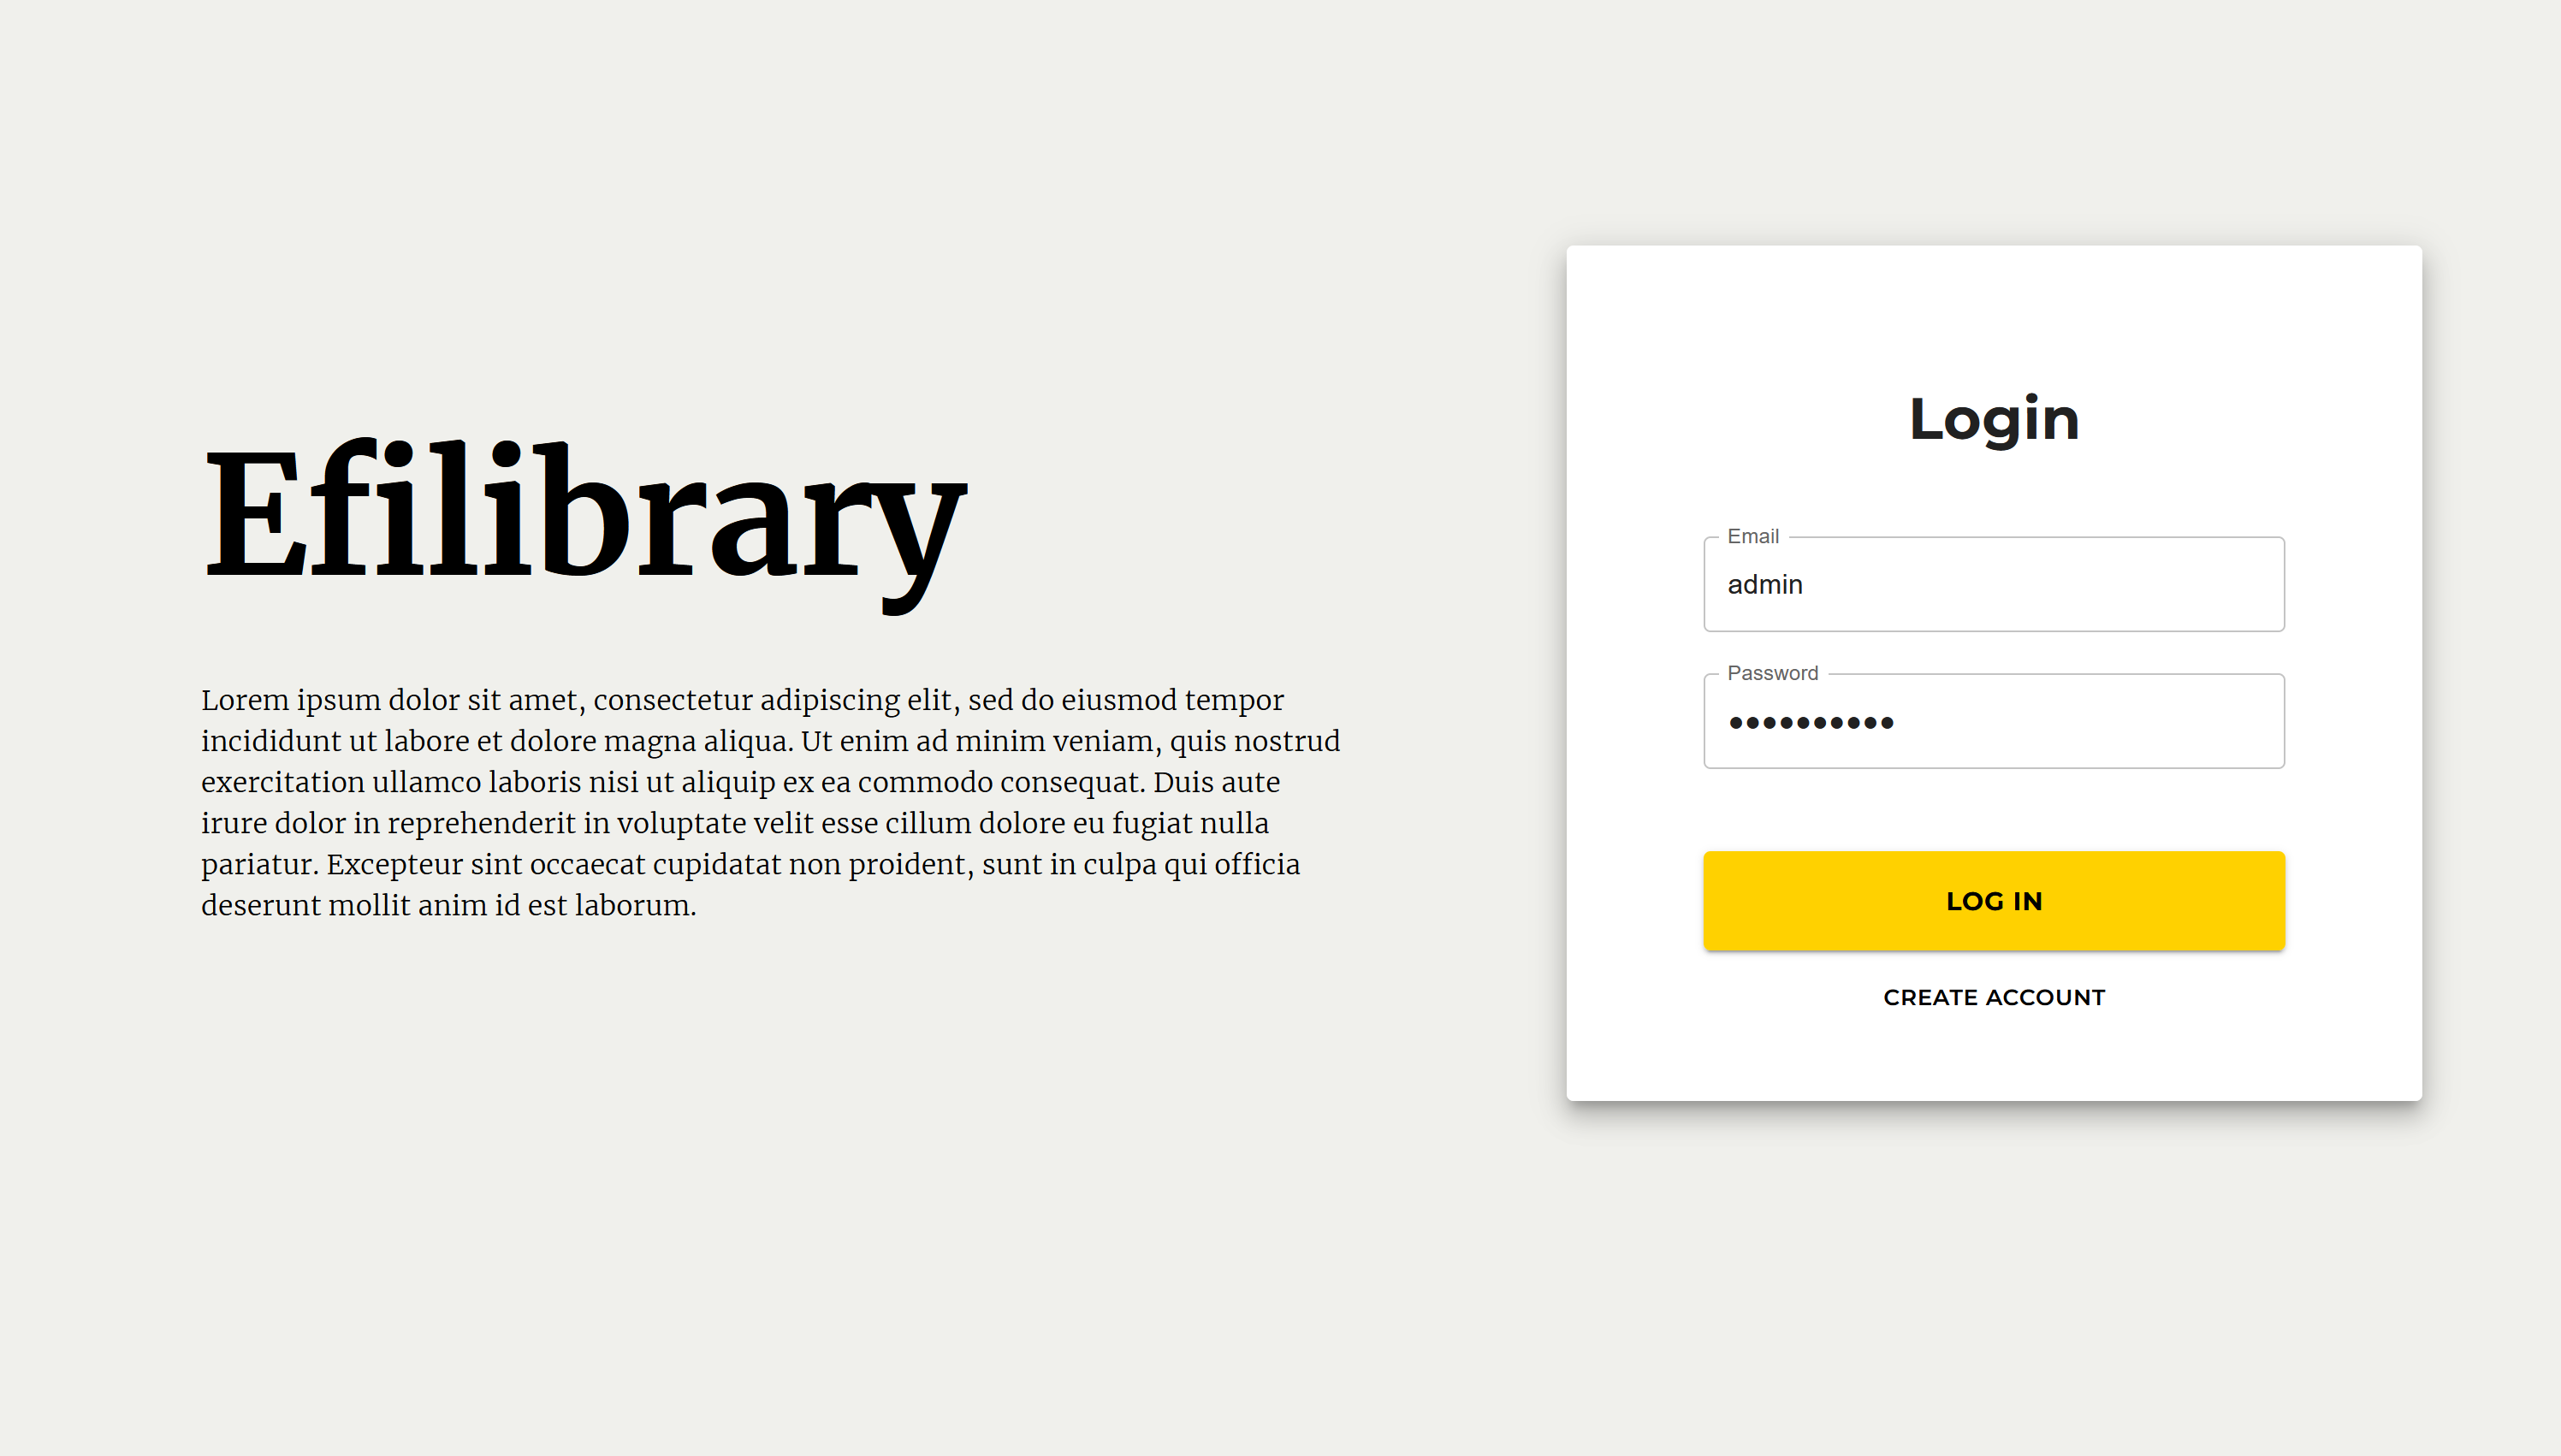 Efilibrary
Lorem ipsum dolor sit amet, consectetur adipiscing elit, sed do eiusmod tempor
incididunt ut labore et dolore magna aliqua. Ut enim ad minim veniam, quis nostrud
exercitation ullamco laboris nisi ut aliquip ex ea commodo consequat. Duis aute
irure dolor in reprehenderit in voluptate velit esse cillum dolore eu fugiat nulla
pariatur. Excepteur sint occaecat cupidatat non proident, sunt in culpa qui officia
deserunt mollit anim id est laborum.
Login
Email
admin
Password
••••••••••
LOG IN
CREATE ACCOUNT